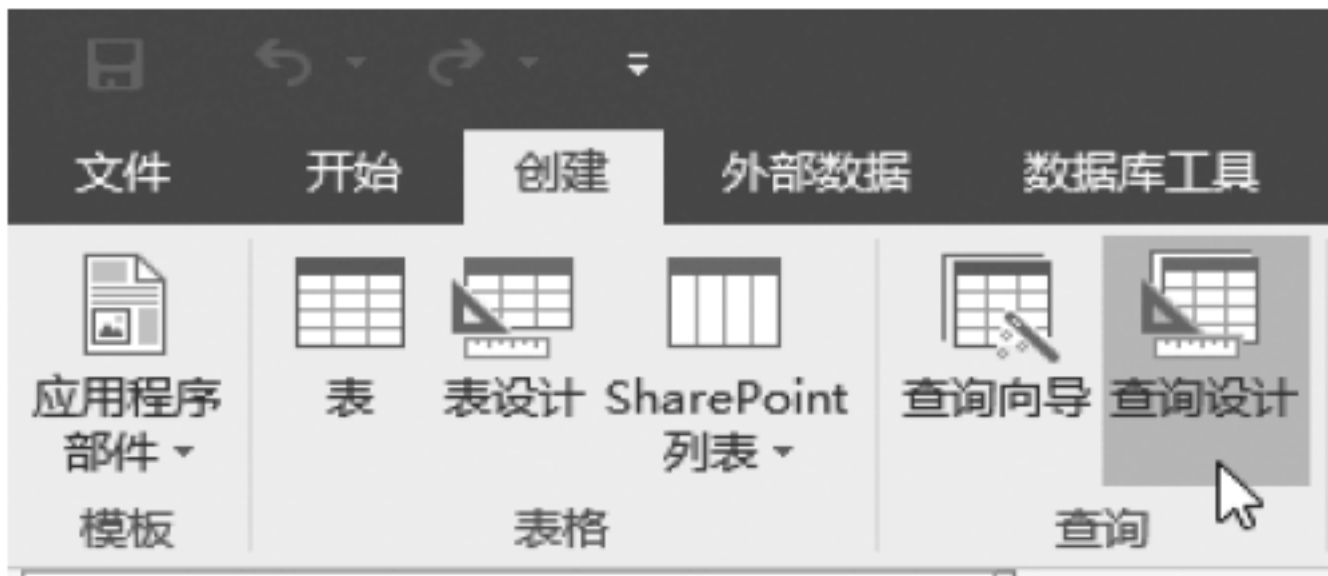 文件 开始 创建 外部数据 数据库工具
应用程序 表 表设计 SharePoint 查询向导 查询设计
部件 列表
模板 表格 查询